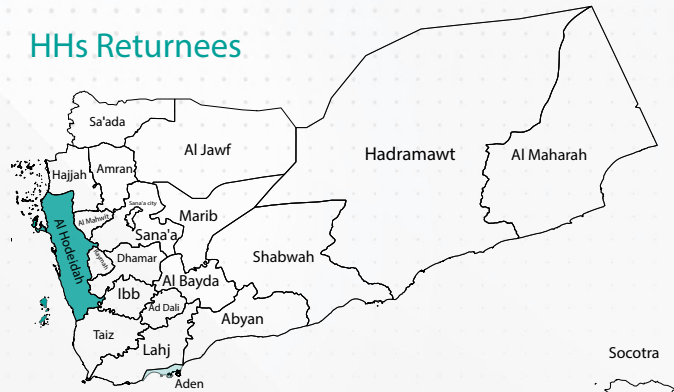 HHs Returnees
Sa'ada
Al Jawf
Hadramawt
Al Maharah
Hajjah
Amran
Sana'a city
Marib
Al Mahwit
Sana'a
Al Hodeidah
Raymah
Dhamar
Shabwah
Al Bayda
Ibb
Ad Dali
Abyan
Taiz
Lahj
Aden
Socotra